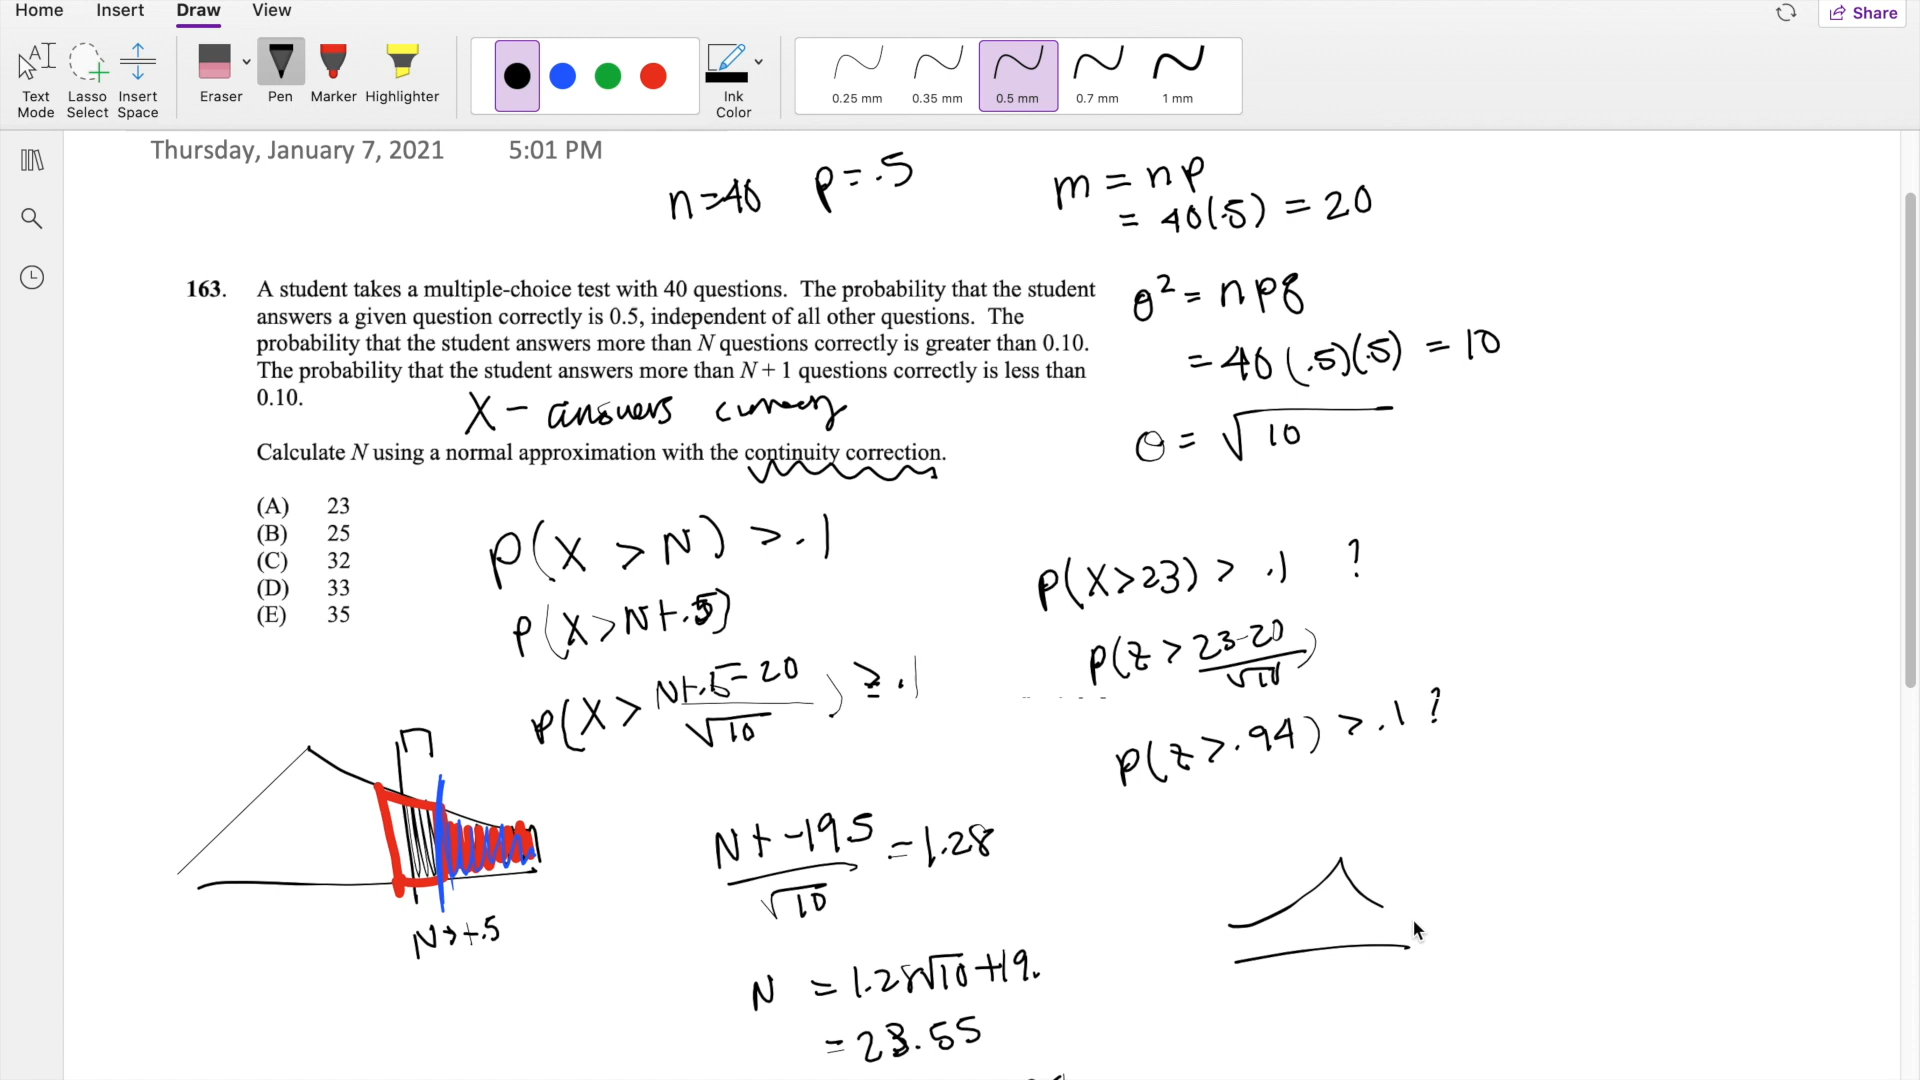 Home Insert Draw View
Share
Text Mode
Lasso Select
Insert Space
Eraser
Pen
Marker
Highlighter
Ink Color
0.25 mm
0.35 mm
0.5 mm
0.7 mm
1 mm
Thursday, January 7, 2021 5:01 PM
n=40 p=.5
m = np
= 40(.5) = 20
163. A student takes a multiple-choice test with 40 questions. The probability that the student
answers a given question correctly is 0.5, independent of all other questions. The
probability that the student answers more than N questions correctly is greater than 0.10.
The probability that the student answers more than N + 1 questions correctly is less than
0.10.
X - answers
Calculate N using a normal approximation with the continuity correction.
(A) 23
(B) 25
(C) 32
(D) 33
(E) 35
σ² = npq
= 40(.5)(.5) = 10
σ = √10
P(X > N) > .1
P(X > N+.5)
P(X > (N+.5-20)/√10) ≥ .1
P(X>23) > .1 ?
P(Z > (23-20)/√10)
P(Z > .94) > .1 ?
(N + -19.5)/√10 = 1.28
N = 1.28√10 + 19.
= 23.55